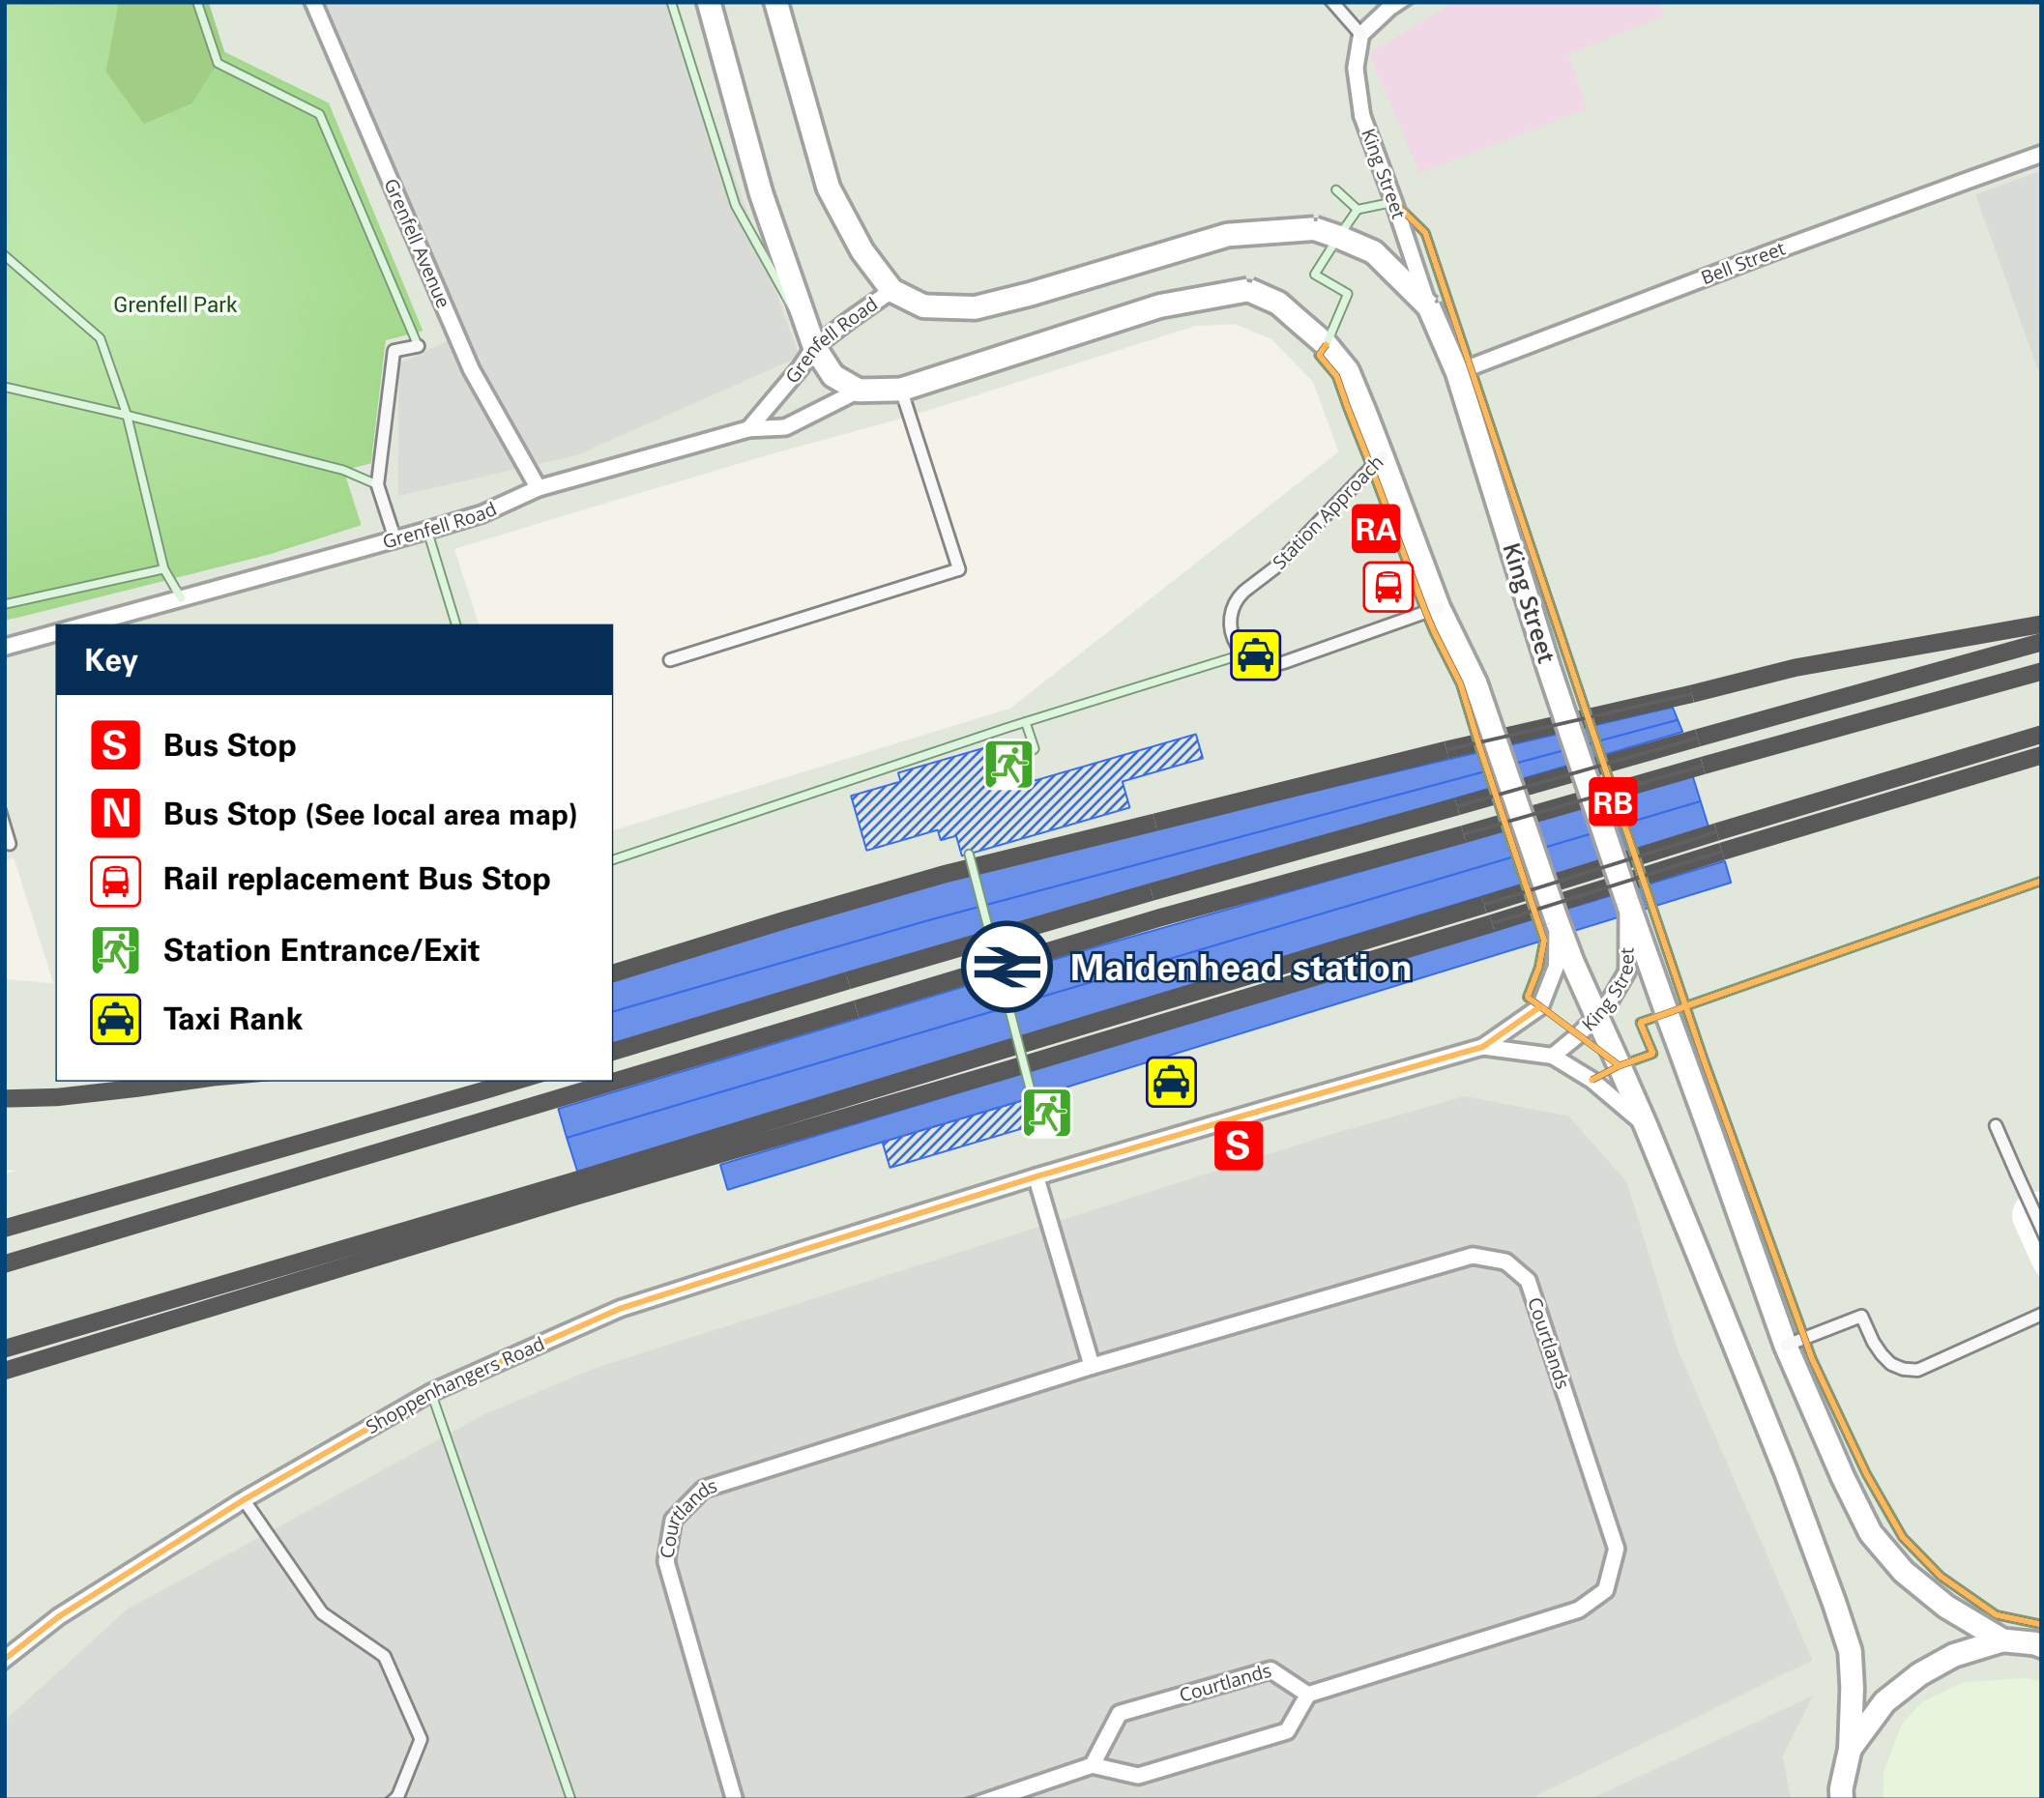 King Street
Grenfell Avenue
Bell Street
Grenfell Park
Grenfell Road
Station Approach
Grenfell Road
RA
King Street
Key
S Bus Stop
N Bus Stop (See local area map)
Rail replacement Bus Stop
Station Entrance/Exit
Taxi Rank
RB
Maidenhead station
King Street
S
Shoppenhangers Road
Courtlands
Courtlands
Courtlands